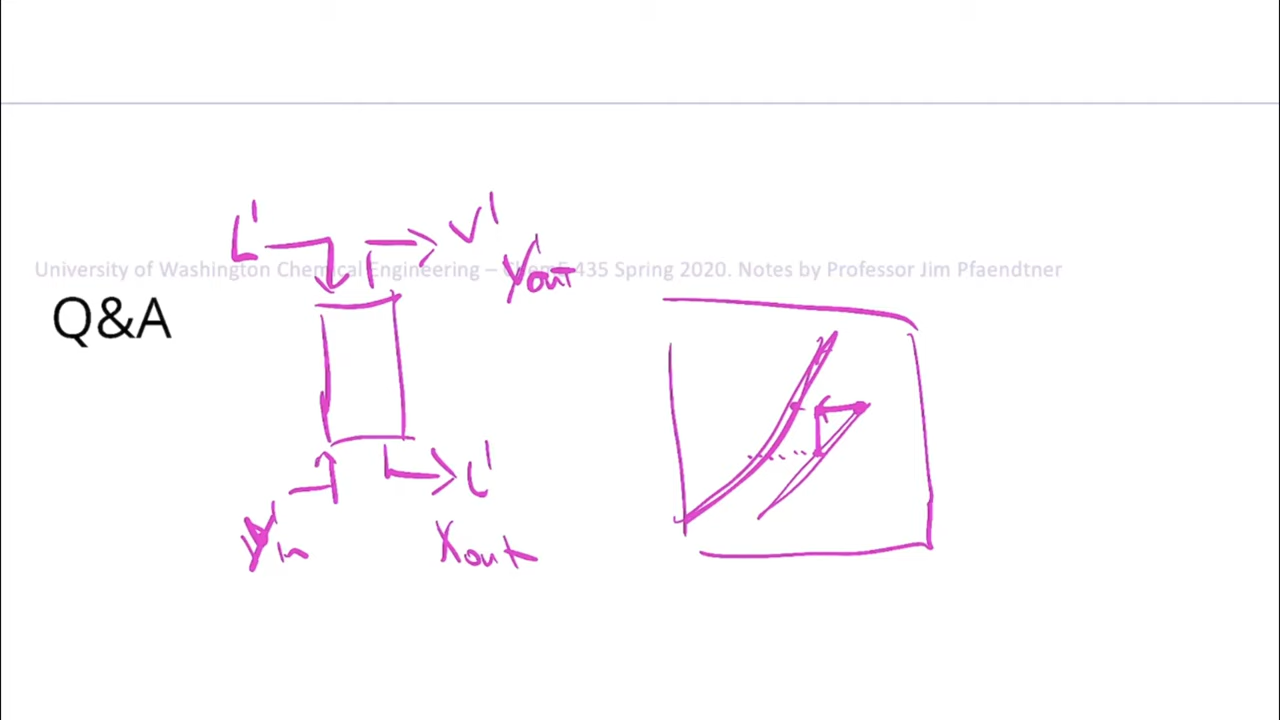 L' V'
Yout
University of Washington Chemical Engineering – ChemE 435 Spring 2020. Notes by Professor Jim Pfaendtner
Q&A
L'
Yin Xout